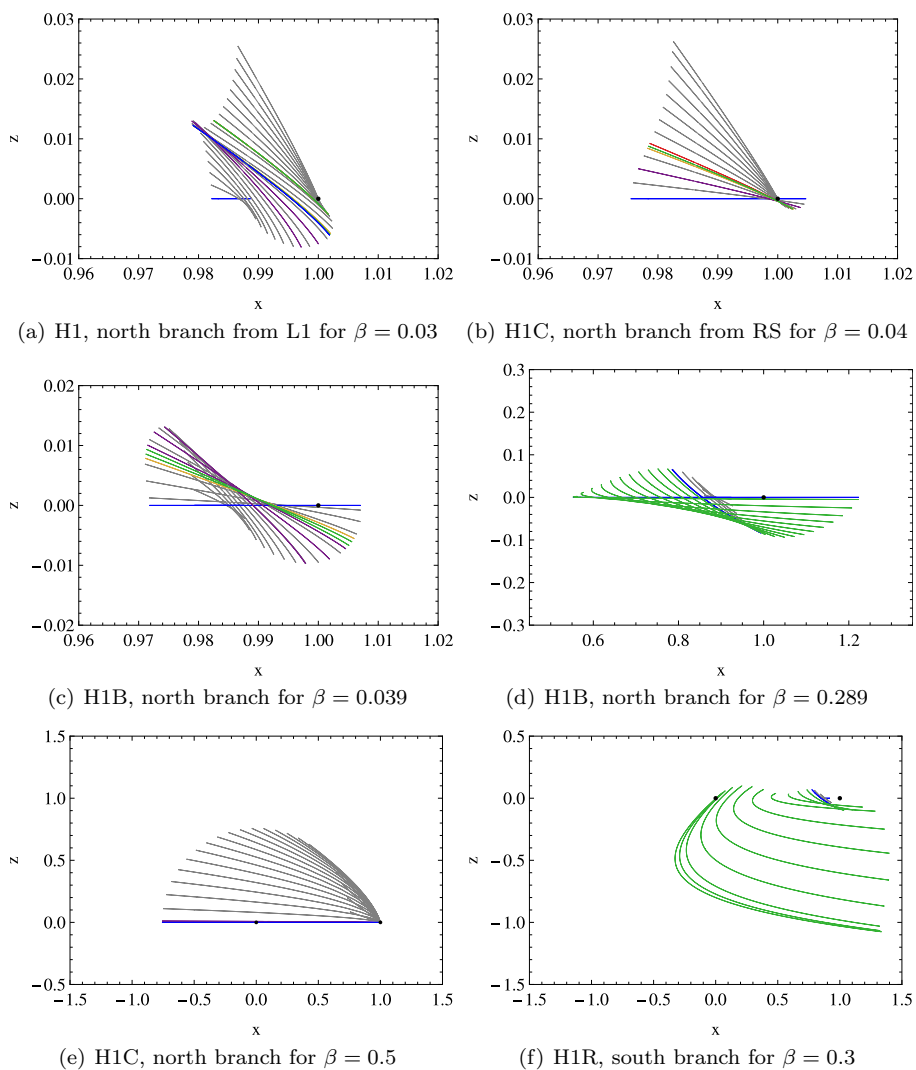 0.03
0.02
0.01
0.00
−0.01
0.96 0.97 0.98 0.99 1.00 1.01 1.02
z
x
(a) H1, north branch from L1 for β = 0.03
0.03
0.02
0.01
0.00
−0.01
0.96 0.97 0.98 0.99 1.00 1.01 1.02
z
x
(b) H1C, north branch from RS for β = 0.04
0.02
0.01
0.00
−0.01
−0.02
0.96 0.97 0.98 0.99 1.00 1.01 1.02
z
x
(c) H1B, north branch for β = 0.039
0.3
0.2
0.1
0.0
−0.1
−0.2
−0.3
0.6 0.8 1.0 1.2
z
x
(d) H1B, north branch for β = 0.289
1.5
1.0
0.5
0.0
−0.5
−1.5 −1.0 −0.5 0.0 0.5 1.0 1.5
z
x
(e) H1C, north branch for β = 0.5
0.5
0.0
−0.5
−1.0
−1.5
−1.5 −1.0 −0.5 0.0 0.5 1.0 1.5
z
x
(f) H1R, south branch for β = 0.3